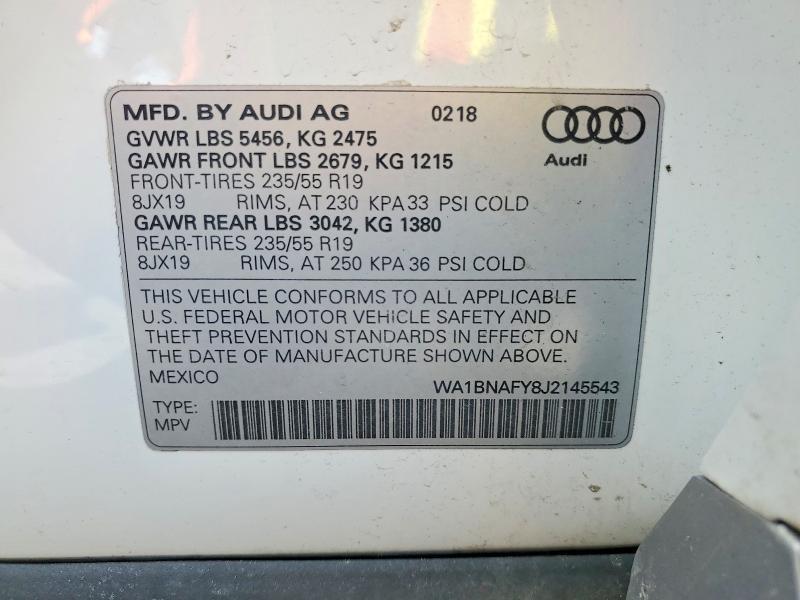 MFD. BY AUDI AG 0218
GVWR LBS 5456, KG 2475
GAWR FRONT LBS 2679, KG 1215
Audi
FRONT-TIRES 235/55 R19
8JX19 RIMS, AT 230 KPA 33 PSI COLD
GAWR REAR LBS 3042, KG 1380
REAR-TIRES 235/55 R19
8JX19 RIMS, AT 250 KPA 36 PSI COLD
THIS VEHICLE CONFORMS TO ALL APPLICABLE
U.S. FEDERAL MOTOR VEHICLE SAFETY AND
THEFT PREVENTION STANDARDS IN EFFECT ON
THE DATE OF MANUFACTURE SHOWN ABOVE.
MEXICO WA1BNAFY8J2145543
TYPE:
MPV